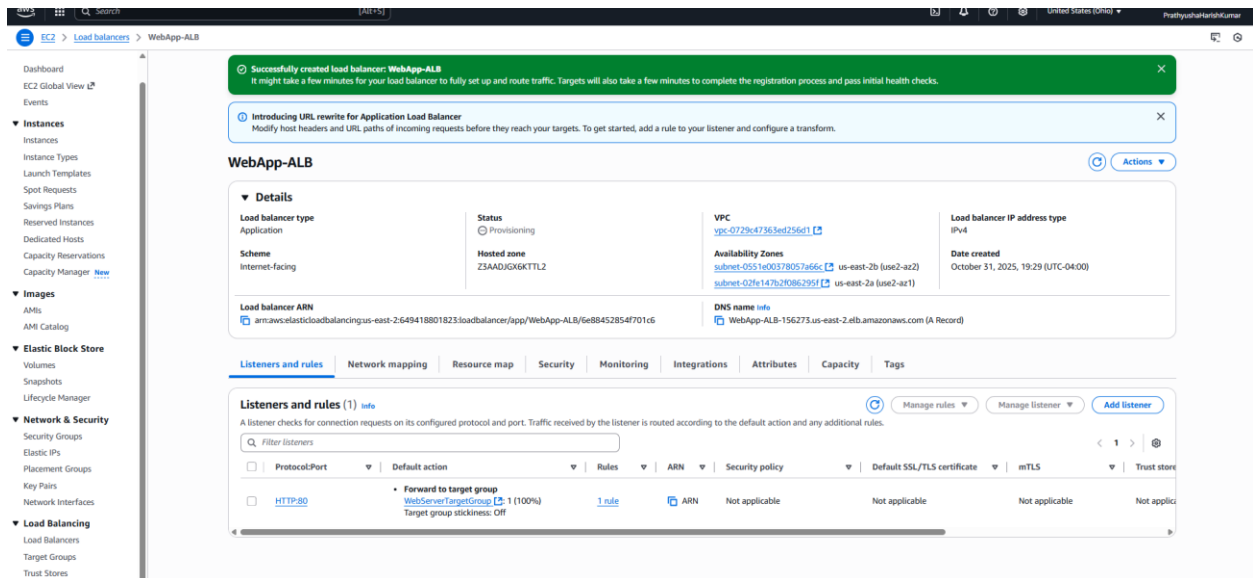 aws
Search
[Alt+S]
United States (Ohio)
PrathyushaHarishKumar
EC2 > Load balancers > WebApp-ALB
Dashboard
EC2 Global View
Events
Instances
Instances
Instance Types
Launch Templates
Spot Requests
Savings Plans
Reserved Instances
Dedicated Hosts
Capacity Reservations
Capacity Manager New
Images
AMIs
AMI Catalog
Elastic Block Store
Volumes
Snapshots
Lifecycle Manager
Network & Security
Security Groups
Elastic IPs
Placement Groups
Key Pairs
Network Interfaces
Load Balancing
Load Balancers
Target Groups
Trust Stores
Successfully created load balancer: WebApp-ALB
It might take a few minutes for your load balancer to fully set up and route traffic. Targets will also take a few minutes to complete the registration process and pass initial health checks.
Introducing URL rewrite for Application Load Balancer
Modify host headers and URL paths of incoming requests before they reach your targets. To get started, add a rule to your listener and configure a transform.
WebApp-ALB
Actions
Details
Load balancer type
Application
Status
Provisioning
VPC
vpc-0729c47363ed256d1
Load balancer IP address type
IPv4
Scheme
Internet-facing
Hosted zone
Z3AADJGX6KTTL2
Availability Zones
subnet-0551e00378057a66c us-east-2b (use2-az2)
subnet-02fe147b2f086295f us-east-2a (use2-az1)
Date created
October 31, 2025, 19:29 (UTC-04:00)
Load balancer ARN
arn:aws:elasticloadbalancing:us-east-2:649418801823:loadbalancer/app/WebApp-ALB/6e88452854f701c6
DNS name Info
WebApp-ALB-156273.us-east-2.elb.amazonaws.com (A Record)
Listeners and rules Network mapping Resource map Security Monitoring Integrations Attributes Capacity Tags
Listeners and rules (1) Info
Manage rules Manage listener Add listener
A listener checks for connection requests on its configured protocol and port. Traffic received by the listener is routed according to the default action and any additional rules.
Filter listeners
1
Protocol:Port Default action Rules ARN Security policy Default SSL/TLS certificate mTLS Trust store
HTTP:80
• Forward to target group
WebServerTargetGroup : 1 (100%)
Target group stickiness: Off
1 rule
ARN
Not applicable
Not applicable
Not applicable
Not applica